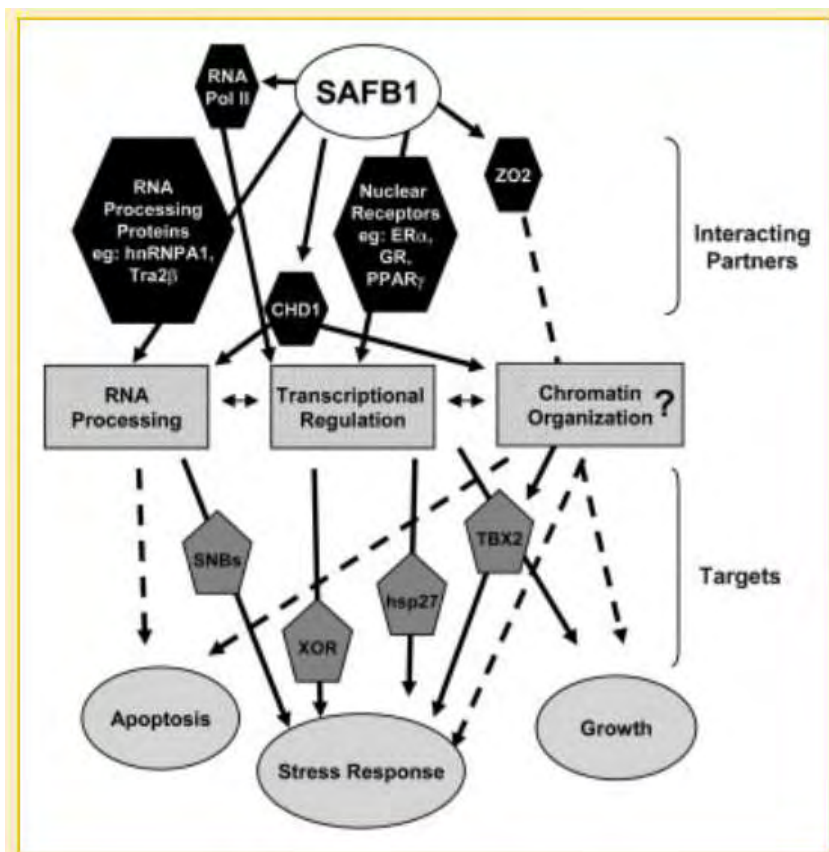 SAFB1
RNA
Pol II
ZO2
RNA
Processing
Proteins
eg: hnRNPA1,
Tra2β
Nuclear
Receptors
eg: ERα,
GR,
PPARγ
Interacting
Partners
CHD1
RNA
Processing
Transcriptional
Regulation
Chromatin
Organization ?
SNBs
TBX2
hsp27
XOR
Targets
Apoptosis
Stress Response
Growth